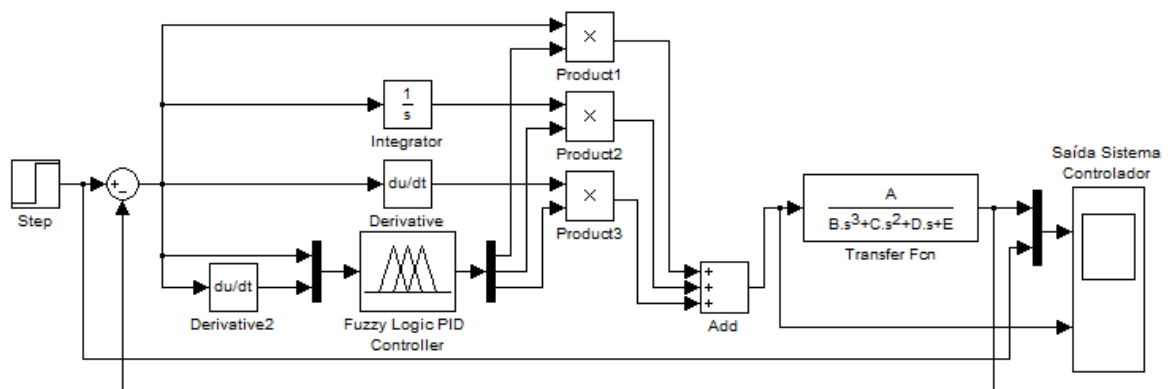 ×
Product1
1
s
Integrator
×
Product2
Step
+
−
du/dt
Derivative
×
Product3
du/dt
Derivative2
Fuzzy Logic PID
Controller
+
+
+
Add
A
B.s³+C.s²+D.s+E
Transfer Fcn
Saída Sistema
Controlador